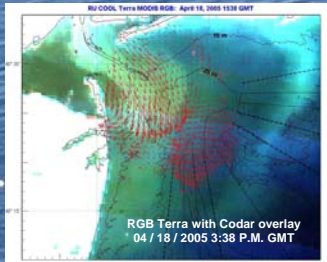 RU COOL Terra MODIS RGB: April 18, 2005 1538 GMT
RGB Terra with Codar overlay
04 / 18 / 2005 3:38 P.M. GMT